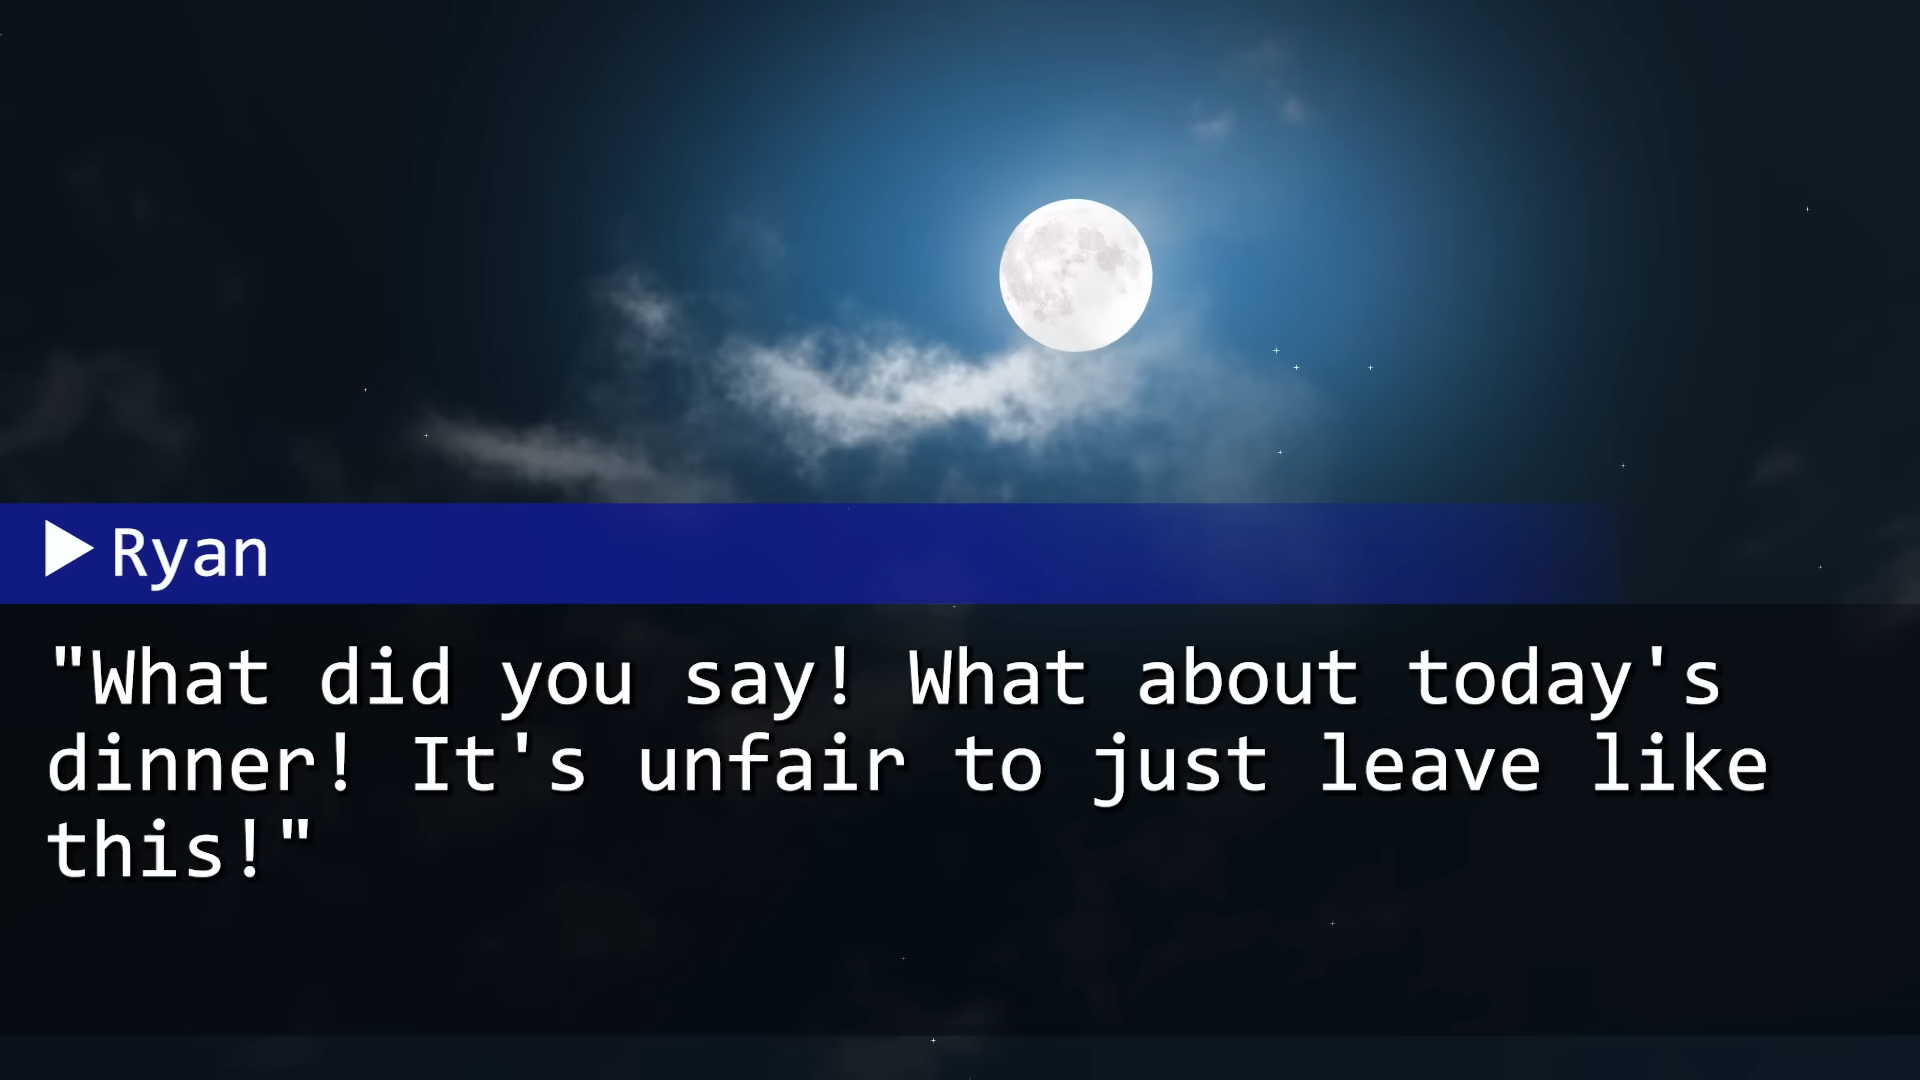 ▶Ryan
"What did you say! What about today's
dinner! It's unfair to just leave like
this!"